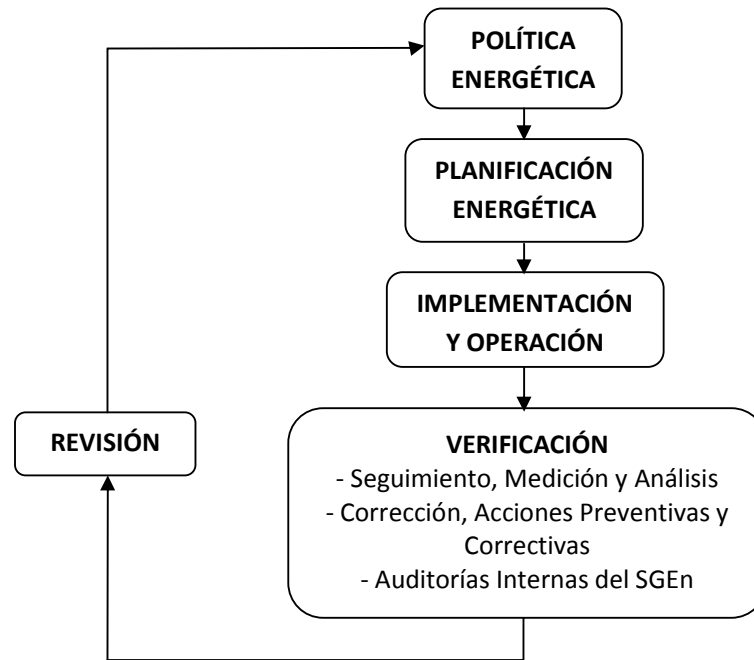 POLÍTICA
ENERGÉTICA
PLANIFICACIÓN
ENERGÉTICA
IMPLEMENTACIÓN
Y OPERACIÓN
REVISIÓN
VERIFICACIÓN
- Seguimiento, Medición y Análisis
- Corrección, Acciones Preventivas y
Correctivas
- Auditorías Internas del SGEn